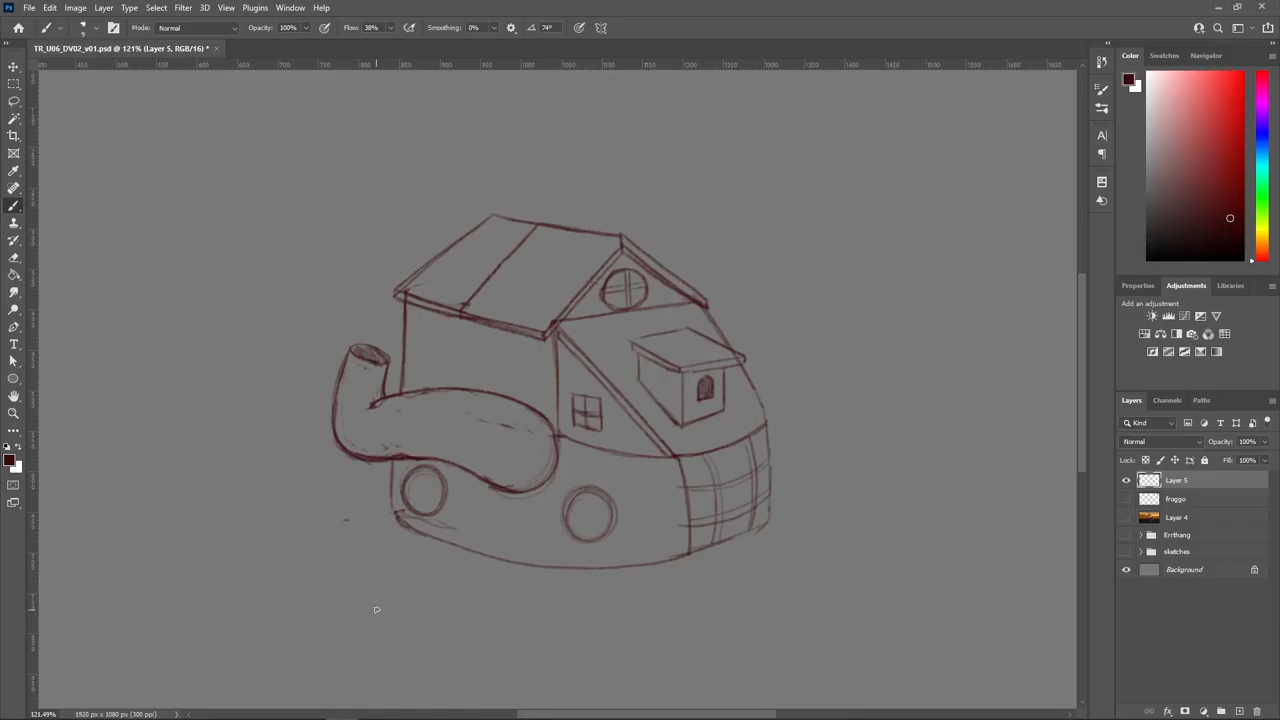 Ps File Edit Image Layer Type Select Filter 3D View Plugins Window Help
Mode: Normal Opacity: 100% Flow: 38% Smoothing: 0% 74°
TR_U06_DV02_v01.psd @ 121% (Layer 5, RGB/16) *
Color Swatches Navigator
Properties Adjustments Libraries
Add an adjustment
Layers Channels Paths
Kind
Normal Opacity: 100%
Lock: Fill: 100%
Layer 5
froggo
Layer 4
Errthang
sketches
Background
121.49% 1920 px x 1080 px (300 ppi)